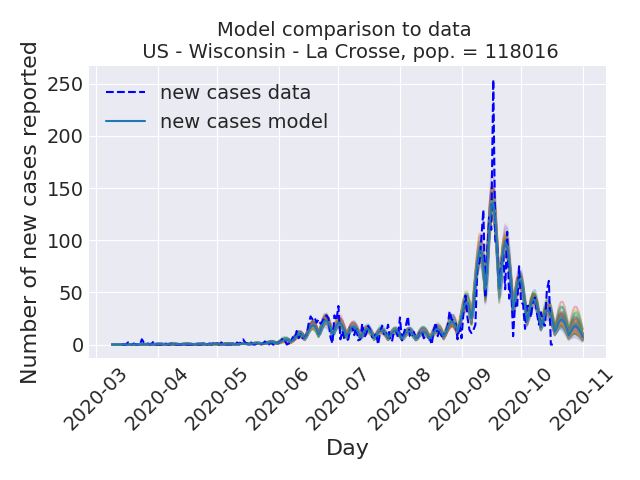 Model comparison to data
US - Wisconsin - La Crosse, pop. = 118016
Number of new cases reported
250
200
150
100
50
0
new cases data
new cases model
2020-03
2020-04
2020-05
2020-06
2020-07
2020-08
2020-09
2020-10
2020-11
Day